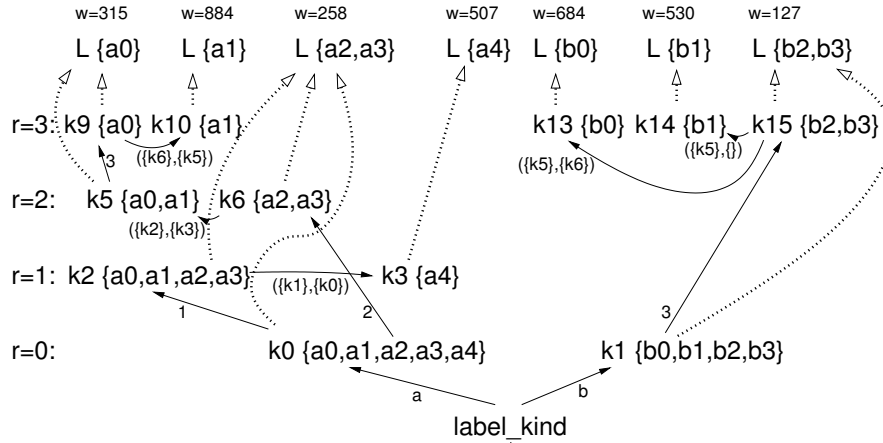 w=315 w=884 w=258 w=507 w=684 w=530 w=127
L {a0} L {a1} L {a2,a3} L {a4} L {b0} L {b1} L {b2,b3}
r=3: k9 {a0} k10 {a1} k13 {b0} k14 {b1} k15 {b2,b3}
3 ({k6},{k5}) ({k5},{k6}) ({k5},{})
r=2: k5 {a0,a1} k6 {a2,a3}
({k2},{k3})
r=1: k2 {a0,a1,a2,a3} k3 {a4}
({k1},{k0})
1 2 3
r=0: k0 {a0,a1,a2,a3,a4} k1 {b0,b1,b2,b3}
a b
label_kind